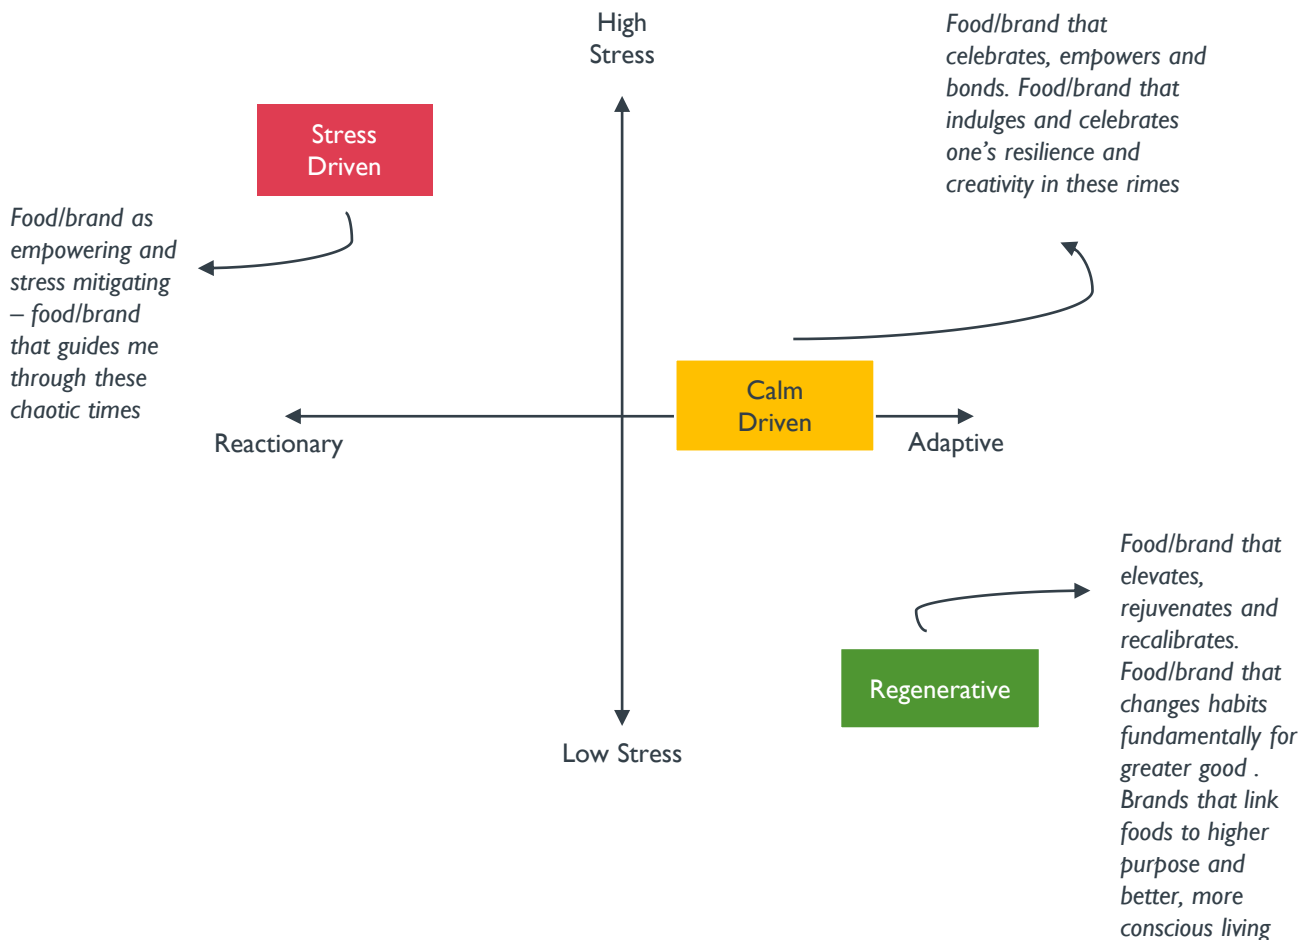 High
Stress
Food/brand that
celebrates, empowers and
bonds. Food/brand that
indulges and celebrates
one’s resilience and
creativity in these rimes
Stress
Driven
Food/brand as
empowering and
stress mitigating
– food/brand
that guides me
through these
chaotic times
Calm
Driven
Reactionary
Adaptive
Food/brand that
elevates,
rejuvenates and
recalibrates.
Food/brand that
changes habits
fundamentally for
greater good .
Brands that link
foods to higher
purpose and
better, more
conscious living
Regenerative
Low Stress